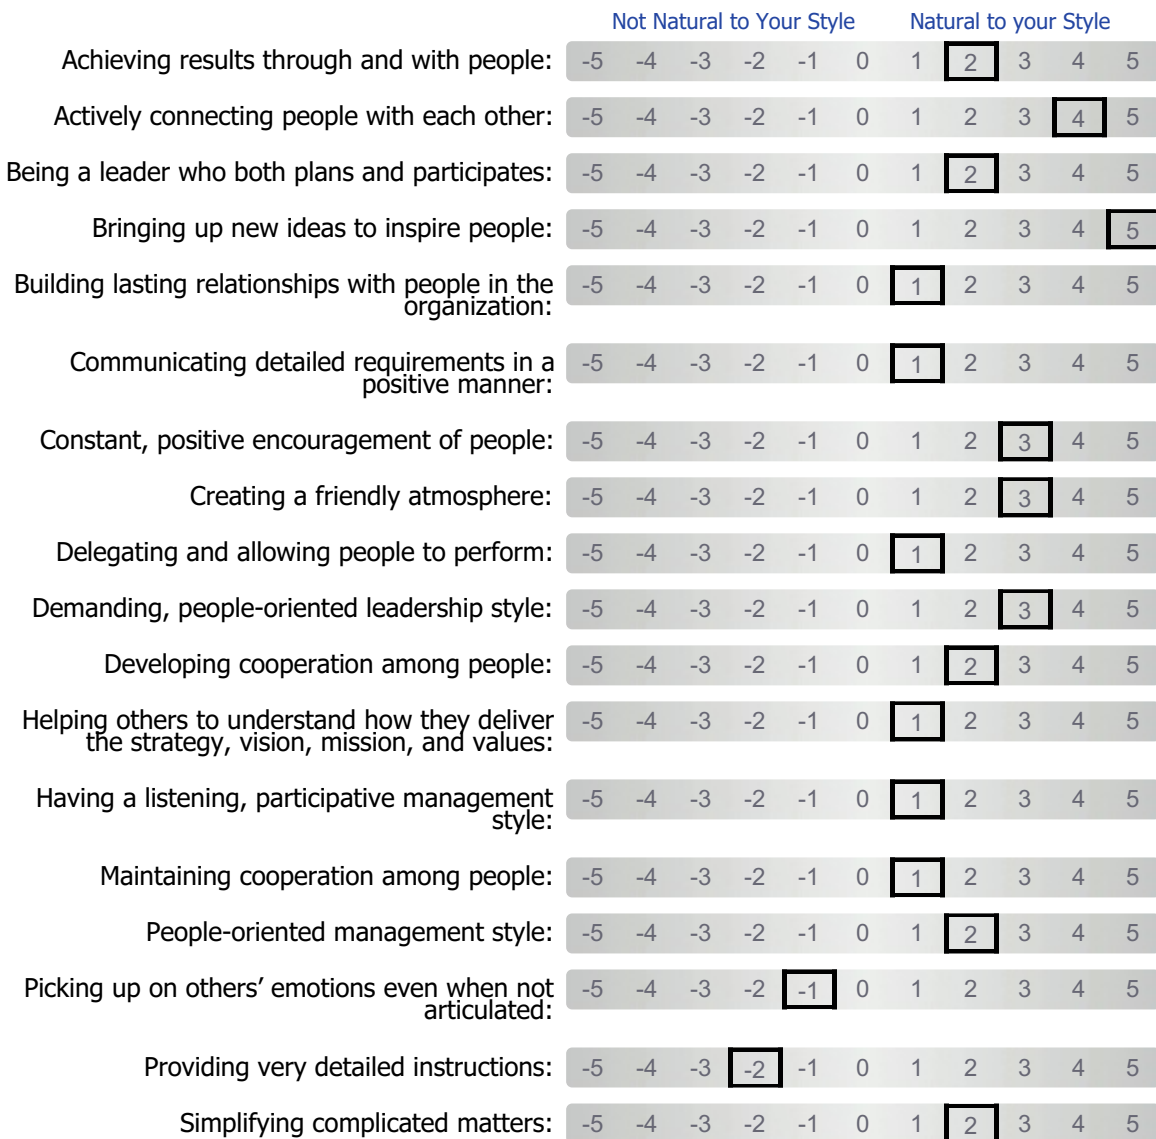 Not Natural to Your Style Natural to your Style
Achieving results through and with people: -5 -4 -3 -2 -1 0 1 2 3 4 5
Actively connecting people with each other: -5 -4 -3 -2 -1 0 1 2 3 4 5
Being a leader who both plans and participates: -5 -4 -3 -2 -1 0 1 2 3 4 5
Bringing up new ideas to inspire people: -5 -4 -3 -2 -1 0 1 2 3 4 5
Building lasting relationships with people in the
organization: -5 -4 -3 -2 -1 0 1 2 3 4 5
Communicating detailed requirements in a
positive manner: -5 -4 -3 -2 -1 0 1 2 3 4 5
Constant, positive encouragement of people: -5 -4 -3 -2 -1 0 1 2 3 4 5
Creating a friendly atmosphere: -5 -4 -3 -2 -1 0 1 2 3 4 5
Delegating and allowing people to perform: -5 -4 -3 -2 -1 0 1 2 3 4 5
Demanding, people-oriented leadership style: -5 -4 -3 -2 -1 0 1 2 3 4 5
Developing cooperation among people: -5 -4 -3 -2 -1 0 1 2 3 4 5
Helping others to understand how they deliver
the strategy, vision, mission, and values: -5 -4 -3 -2 -1 0 1 2 3 4 5
Having a listening, participative management
style: -5 -4 -3 -2 -1 0 1 2 3 4 5
Maintaining cooperation among people: -5 -4 -3 -2 -1 0 1 2 3 4 5
People-oriented management style: -5 -4 -3 -2 -1 0 1 2 3 4 5
Picking up on others’ emotions even when not
articulated: -5 -4 -3 -2 -1 0 1 2 3 4 5
Providing very detailed instructions: -5 -4 -3 -2 -1 0 1 2 3 4 5
Simplifying complicated matters: -5 -4 -3 -2 -1 0 1 2 3 4 5